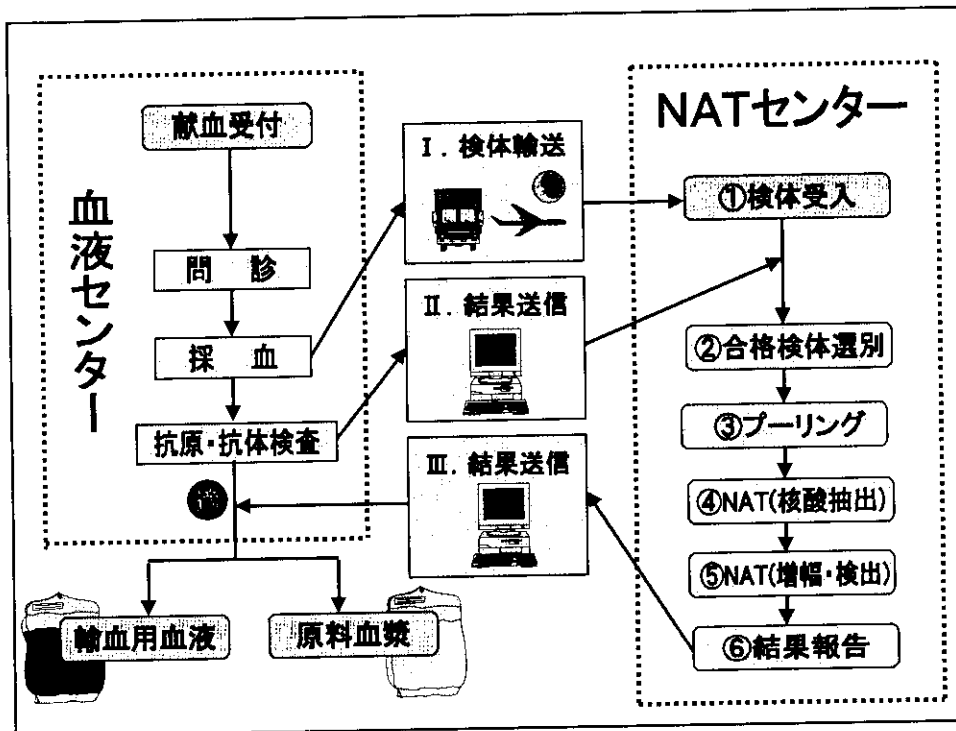 血液センター
献血受付
問 診
採 血
抗原・抗体検査
輸血用血液
原料血漿
Ⅰ．検体輸送
Ⅱ．結果送信
Ⅲ．結果送信
NATセンター
①検体受入
②合格検体選別
③プーリング
④NAT(核酸抽出)
⑤NAT(増幅・検出)
⑥結果報告